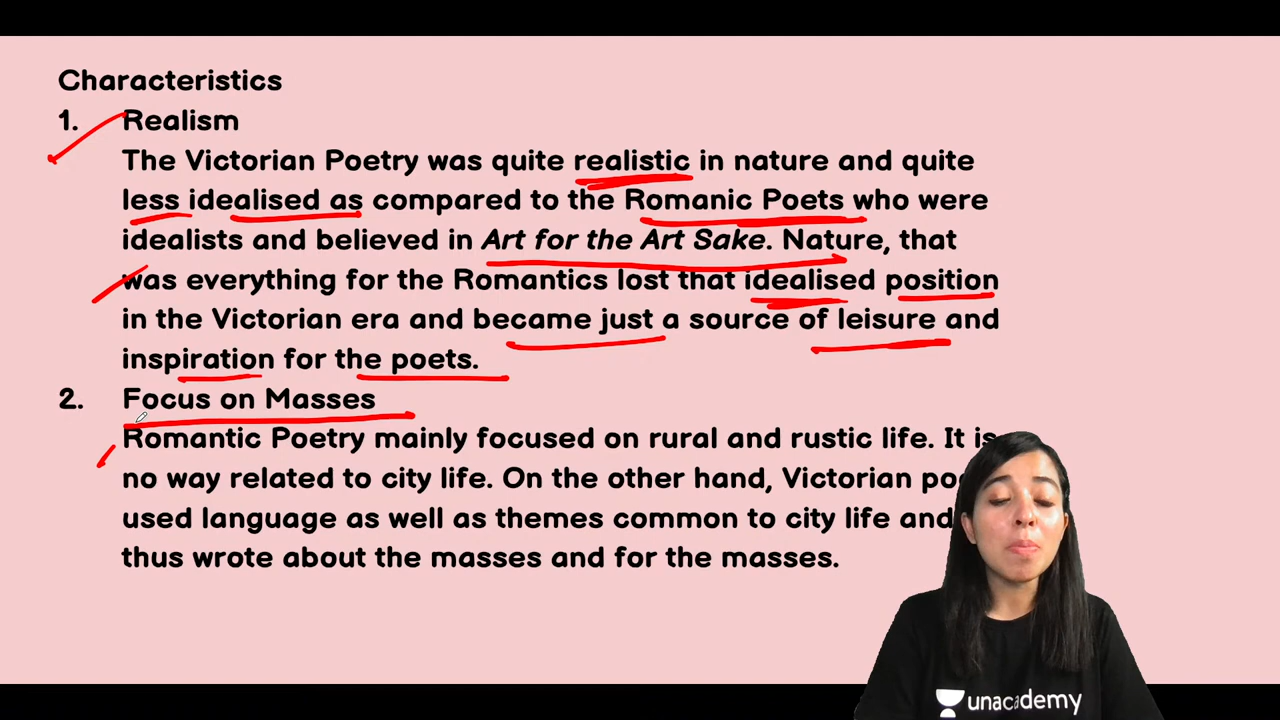 Characteristics
1. Realism
The Victorian Poetry was quite realistic in nature and quite
less idealised as compared to the Romanic Poets who were
idealists and believed in Art for the Art Sake. Nature, that
was everything for the Romantics lost that idealised position
in the Victorian era and became just a source of leisure and
inspiration for the poets.
2. Focus on Masses
Romantic Poetry mainly focused on rural and rustic life. It is
no way related to city life. On the other hand, Victorian
used language as well as themes common to city life and
thus wrote about the masses and for the masses.
unacademy